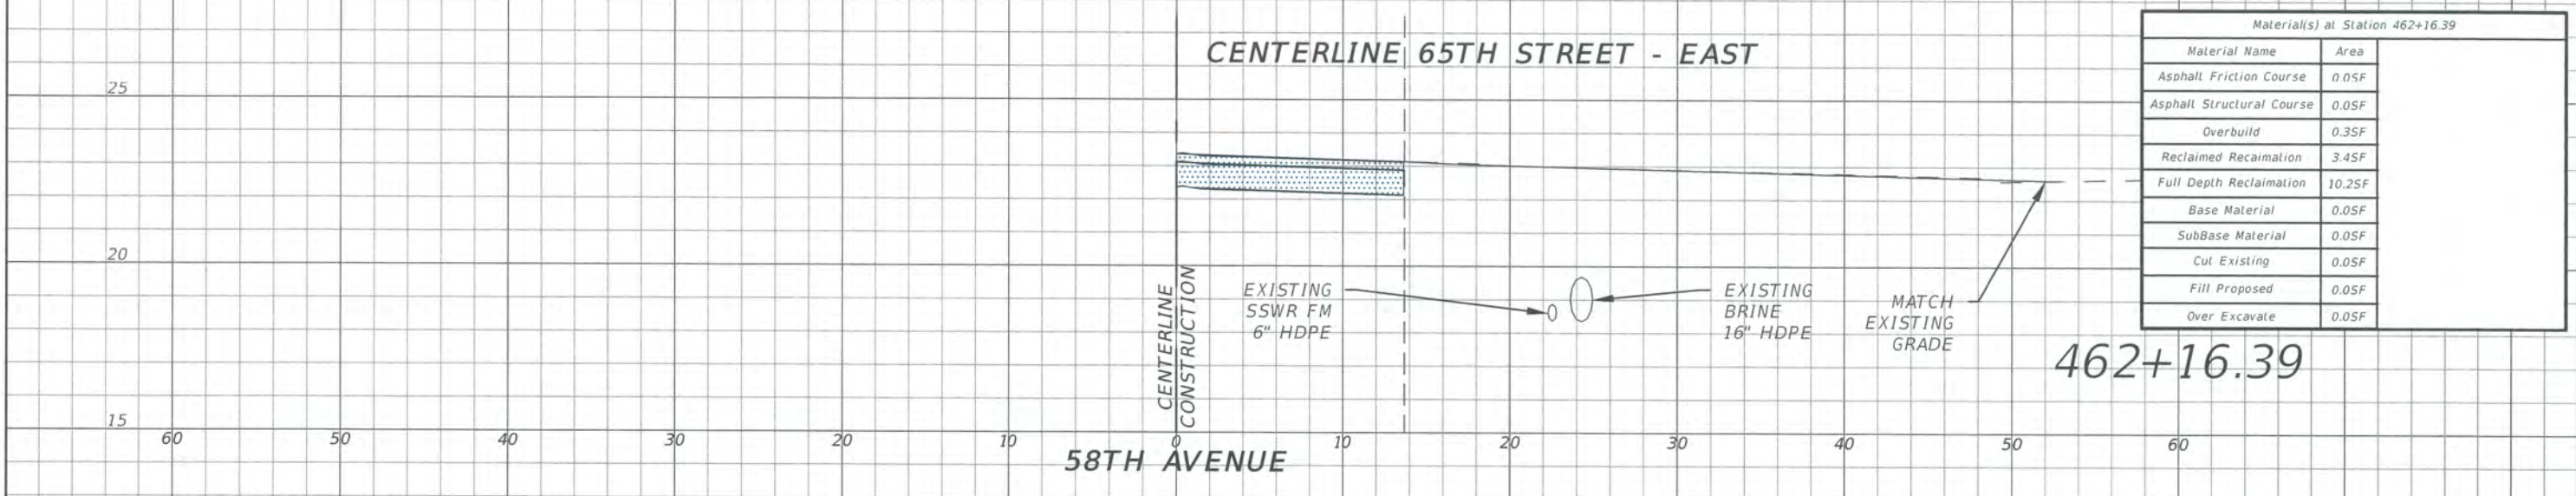 CENTERLINE 65TH STREET - EAST
25
20
15
CENTERLINE
CONSTRUCTION
EXISTING
SSWR FM
6" HDPE
EXISTING
BRINE
16" HDPE
MATCH
EXISTING
GRADE
Material(s) at Station 462+16.39
Material Name Area
Asphalt Friction Course 0.0SF
Asphalt Structural Course 0.0SF
Overbuild 0.3SF
Reclaimed Recaimation 3.4SF
Full Depth Reclaimation 10.2SF
Base Material 0.0SF
SubBase Material 0.0SF
Cut Existing 0.0SF
Fill Proposed 0.0SF
Over Excavate 0.0SF
462+16.39
60 50 40 30 20 10 0 10 20 30 40 50 60
58TH AVENUE